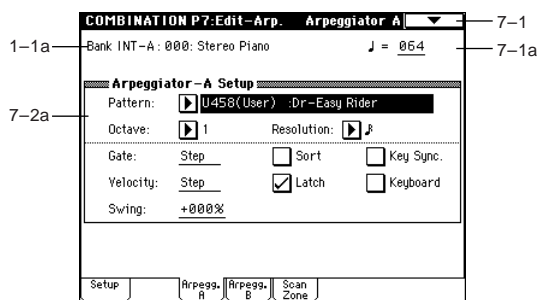 COMBINATION P7:Edit-Arp. Arpeggiator A
7-1
1-1a
Bank INT-A: 000: Stereo Piano
♩ = 064
7-1a
Arpeggiator-A Setup
7-2a
Pattern: U458(User) :Dr-Easy Rider
Octave: 1 Resolution: ♪
Gate: Step Sort Key Sync.
Velocity: Step Latch Keyboard
Swing: +000%
Setup Arpegg. A Arpegg. B Scan Zone